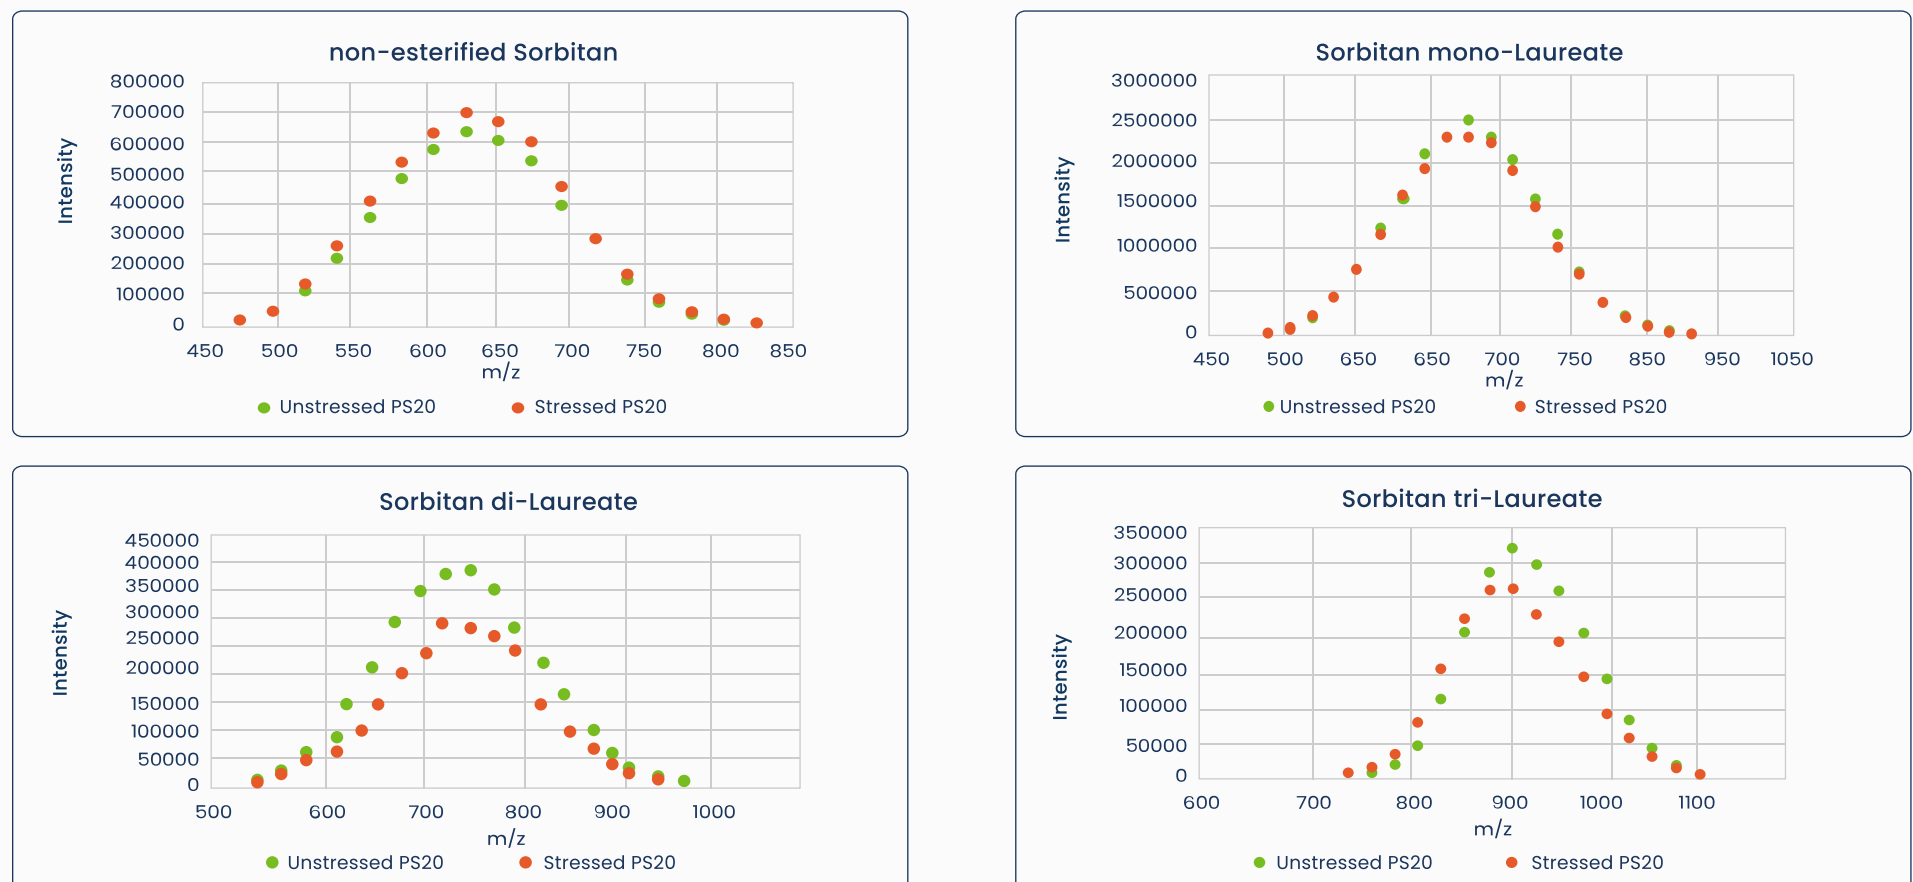 non-esterified Sorbitan
800000
700000
600000
500000
400000
300000
200000
100000
0
Intensity
450 500 550 600 650 700 750 800 850
m/z
Unstressed PS20 Stressed PS20
Sorbitan mono-Laureate
3000000
2500000
2000000
1500000
1000000
500000
0
Intensity
450 500 650 650 700 750 850 950 1050
m/z
Unstressed PS20 Stressed PS20
Sorbitan di-Laureate
450000
400000
350000
300000
250000
200000
150000
100000
50000
0
Intensity
500 600 700 800 900 1000
m/z
Unstressed PS20 Stressed PS20
Sorbitan tri-Laureate
350000
300000
250000
200000
150000
100000
50000
0
Intensity
600 700 800 900 1000 1100
m/z
Unstressed PS20 Stressed PS20